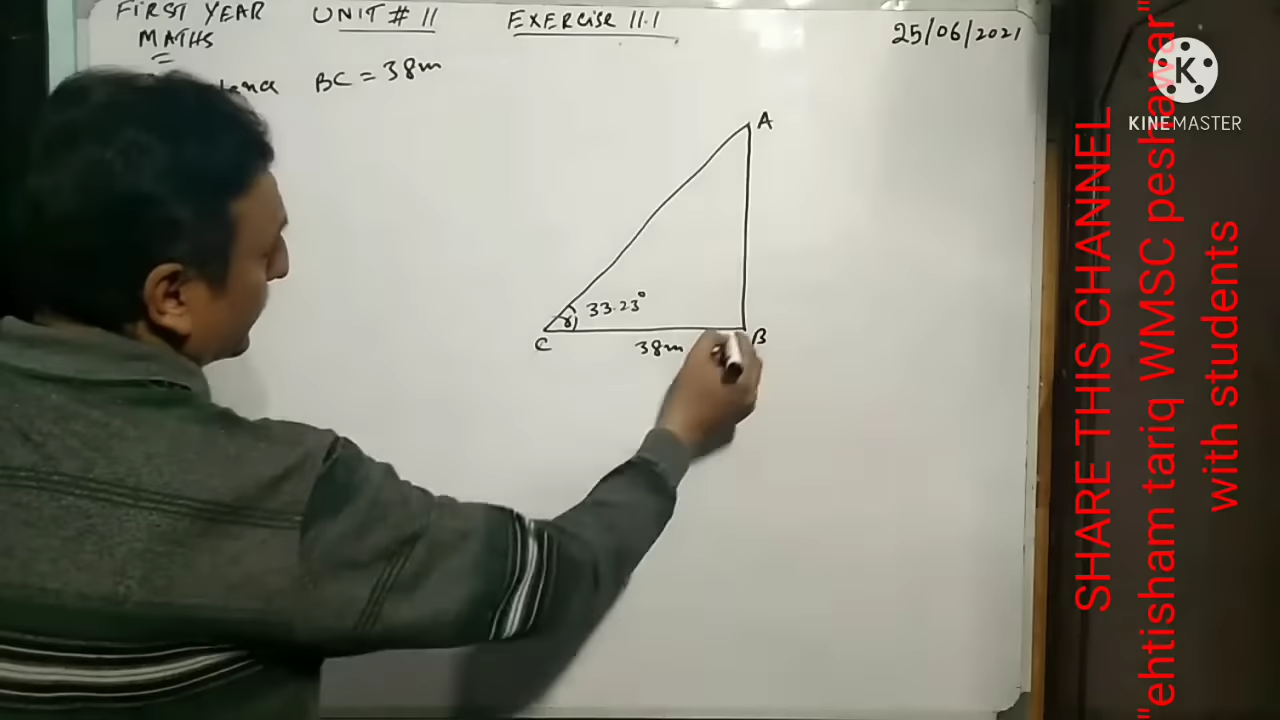 FIRST YEAR UNIT # 11 EXERCISE 11.1 25/06/2021
MATHS
BC = 38m
A
33.23°
γ
C
38m
B
KINEMASTER
SHARE THIS CHANNEL
"ehtisham tariq WMSC peshawar"
with students